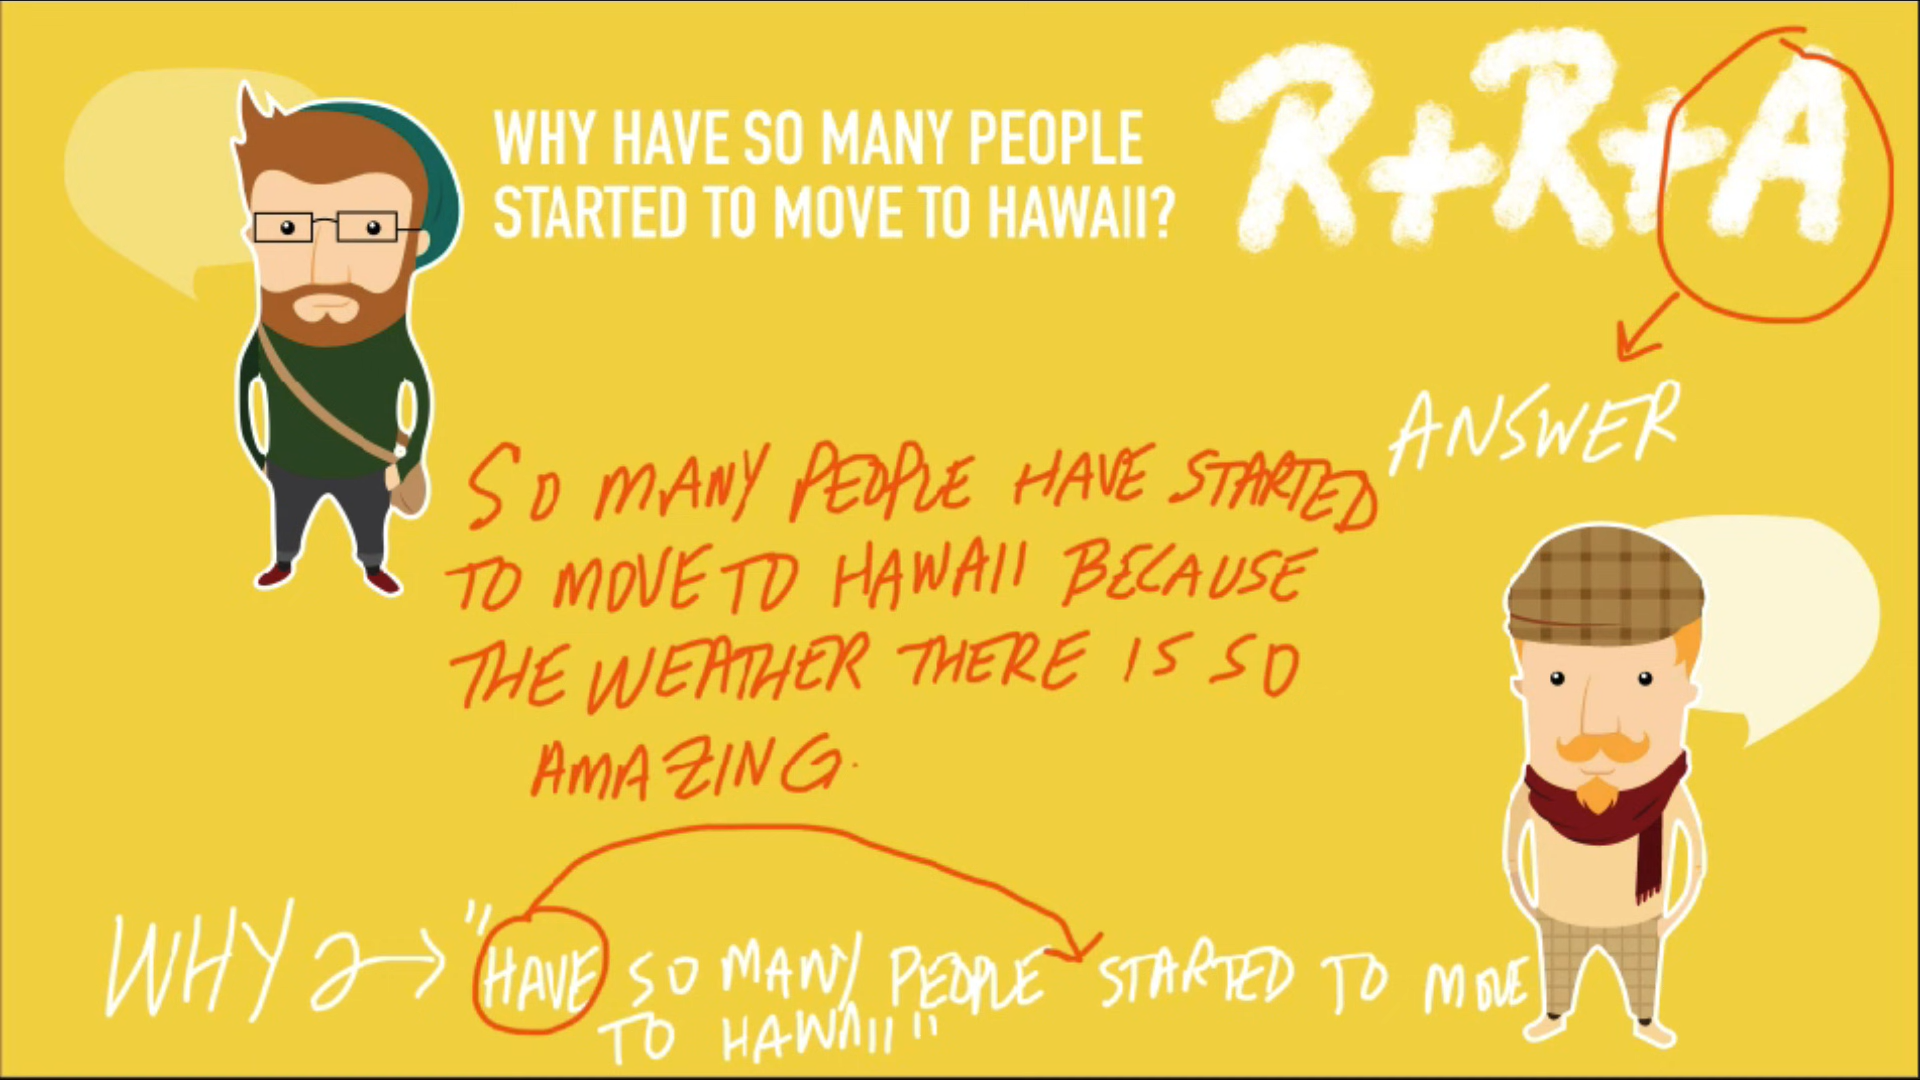 WHY HAVE SO MANY PEOPLE
STARTED TO MOVE TO HAWAII?
R+R+A
ANSWER
SO MANY PEOPLE HAVE STARTED
TO MOVE TO HAWAII BECAUSE
THE WEATHER THERE IS SO
AMAZING.
WHY 2 → "HAVE SO MANY PEOPLE STARTED TO MOVE
TO HAWAII"